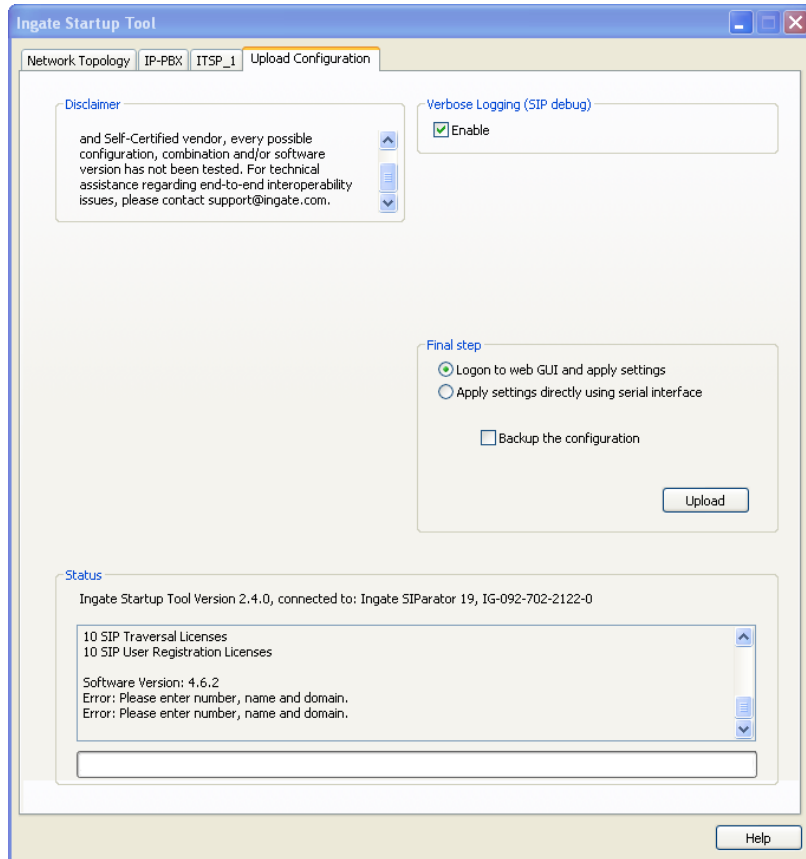 Ingate Startup Tool
Network Topology IP-PBX ITSP_1 Upload Configuration
Disclaimer
and Self-Certified vendor, every possible
configuration, combination and/or software
version has not been tested. For technical
assistance regarding end-to-end interoperability
issues, please contact support@ingate.com.
Verbose Logging (SIP debug)
Enable
Final step
Logon to web GUI and apply settings
Apply settings directly using serial interface
Backup the configuration
Upload
Status
Ingate Startup Tool Version 2.4.0, connected to: Ingate SIParator 19, IG-092-702-2122-0
10 SIP Traversal Licenses
10 SIP User Registration Licenses
Software Version: 4.6.2
Error: Please enter number, name and domain.
Error: Please enter number, name and domain.
Help